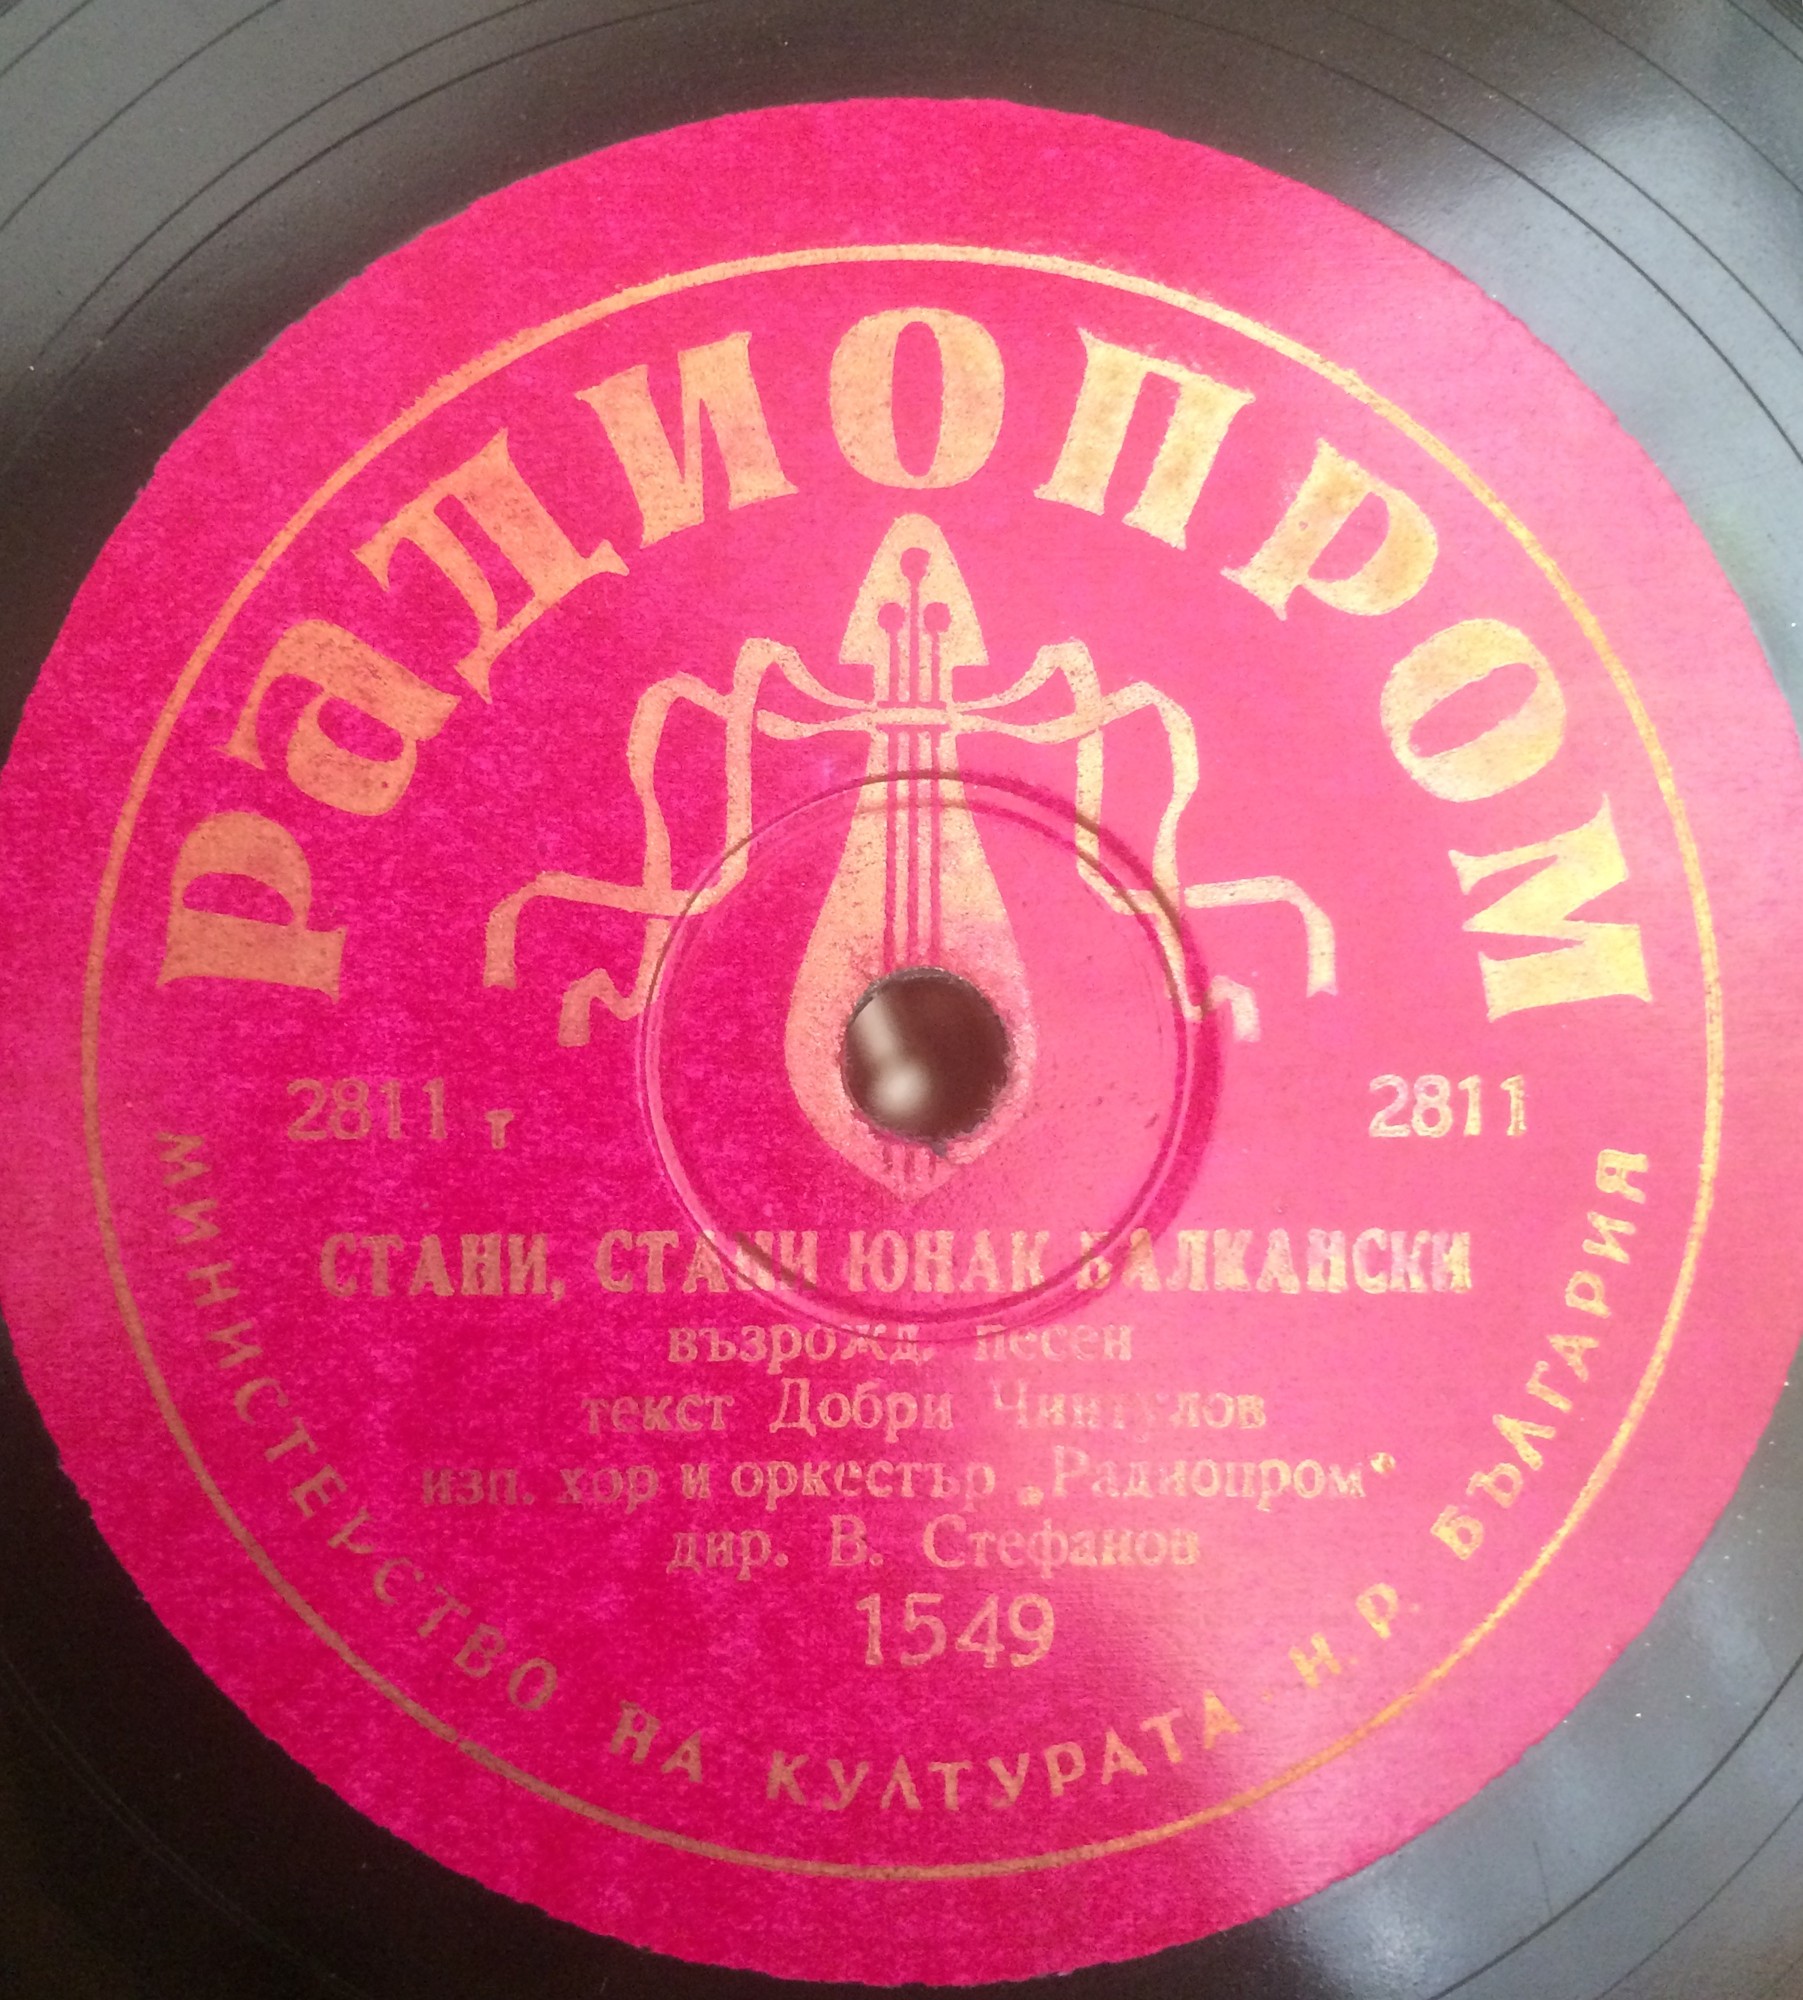 РАДИОПРОМ
2811 т
2811
СТАНИ, СТАНИ ЮНАК БАЛКАНСКИ
възрожд. песен
текст Добри Чинтулов
изп. хор и оркестър „Радиопром“
дир. В. Стефанов
1549
МИНИСТЕРСТВО НА КУЛТУРАТА - Н. Р. БЪЛГАРИЯ